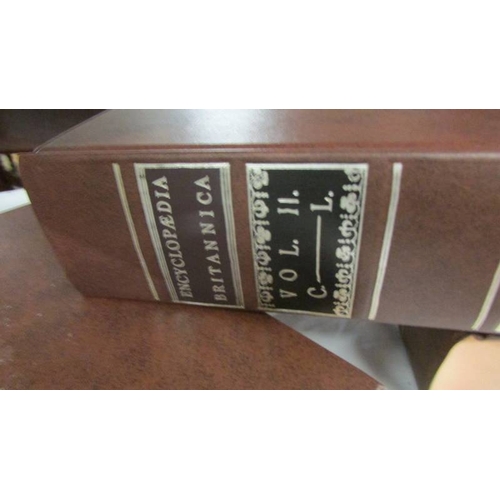 ENCYCLOPÆDIA
BRITANNICA
VOL. II.
C.——L.